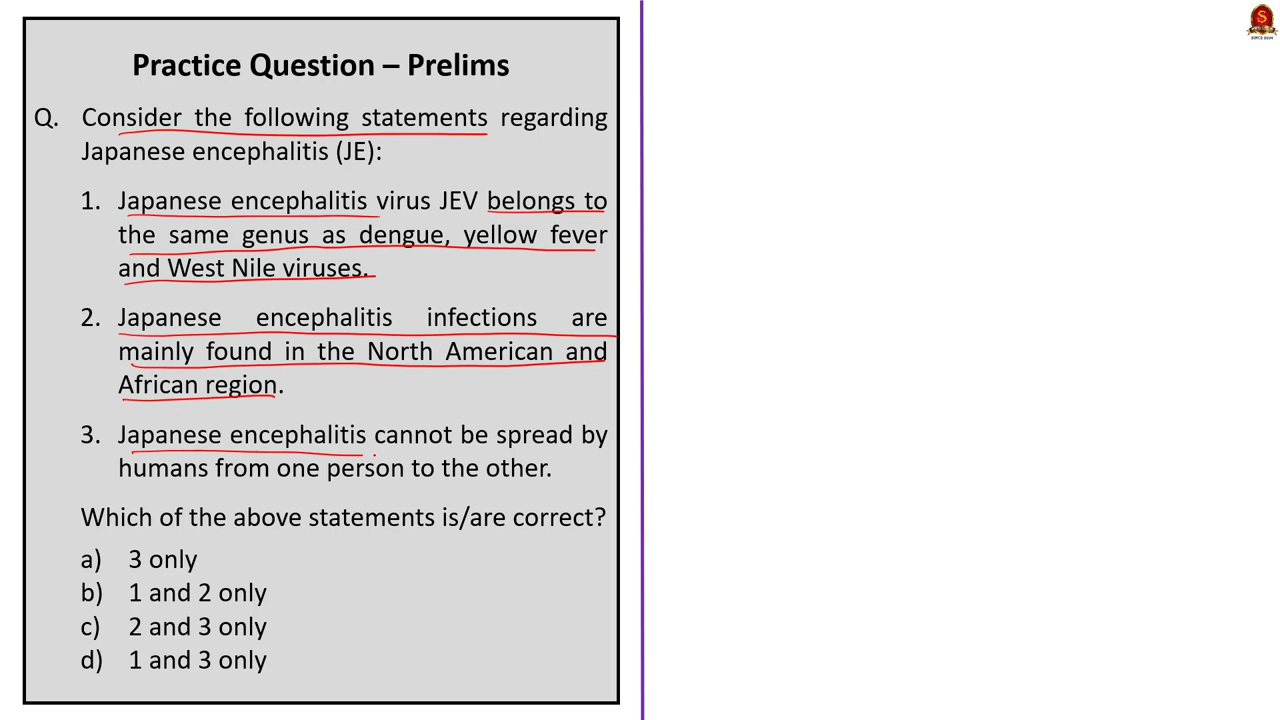 Practice Question – Prelims
Q. Consider the following statements regarding
Japanese encephalitis (JE):
1. Japanese encephalitis virus JEV belongs to
the same genus as dengue, yellow fever
and West Nile viruses.
2. Japanese encephalitis infections are
mainly found in the North American and
African region.
3. Japanese encephalitis cannot be spread by
humans from one person to the other.
Which of the above statements is/are correct?
a) 3 only
b) 1 and 2 only
c) 2 and 3 only
d) 1 and 3 only
S